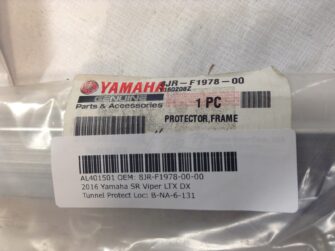 YAMAHA
GENUINE
Parts & Accessories
8JR-F1978-00
1 PC
PROTECTOR,FRAME
AL401501 OEM: 8JR-F1978-00-00
2016 Yamaha SR Viper LTX DX
Tunnel Protect Loc: B-NA-6-131